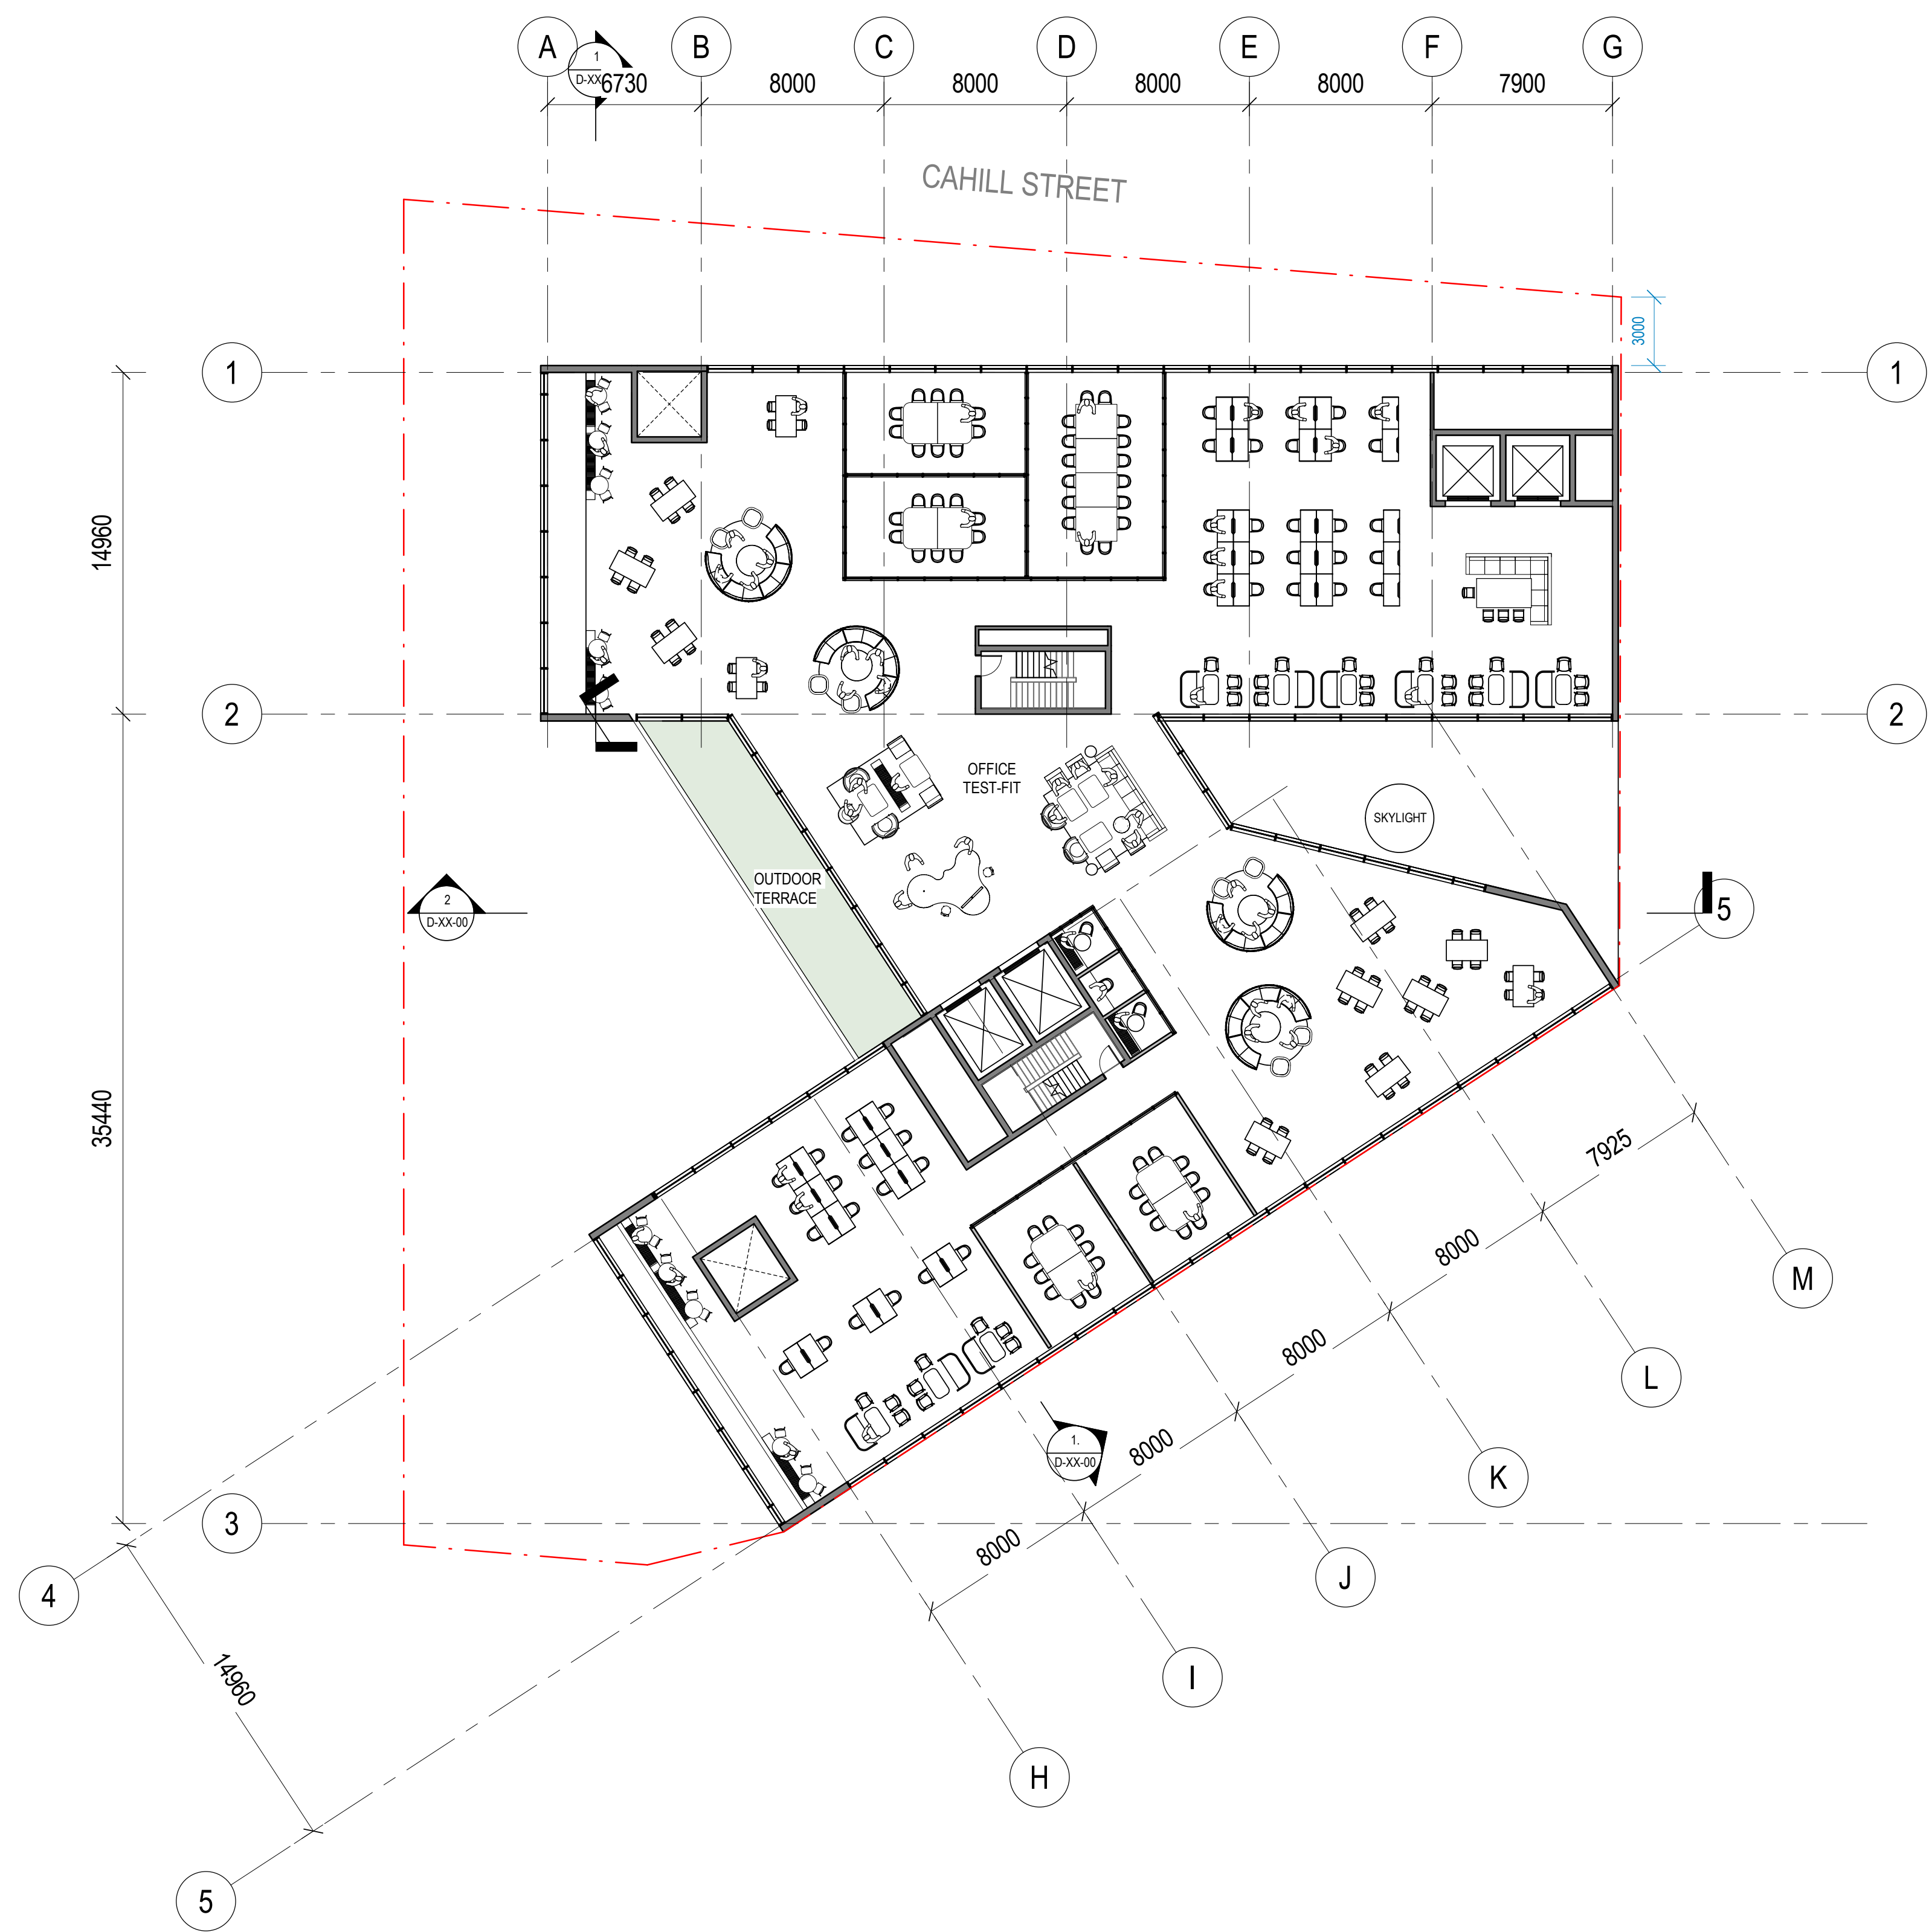 A
B
C
D
E
F
G
1
D-XX
6730
8000
8000
8000
8000
7900
CAHILL STREET
3000
1
1
14960
2
2
OFFICE
TEST-FIT
SKYLIGHT
OUTDOOR
TERRACE
2
D-XX-00
5
35440
7925
8000
M
8000
L
1.
D-XX-00
8000
K
3
8000
J
4
I
14960
H
5